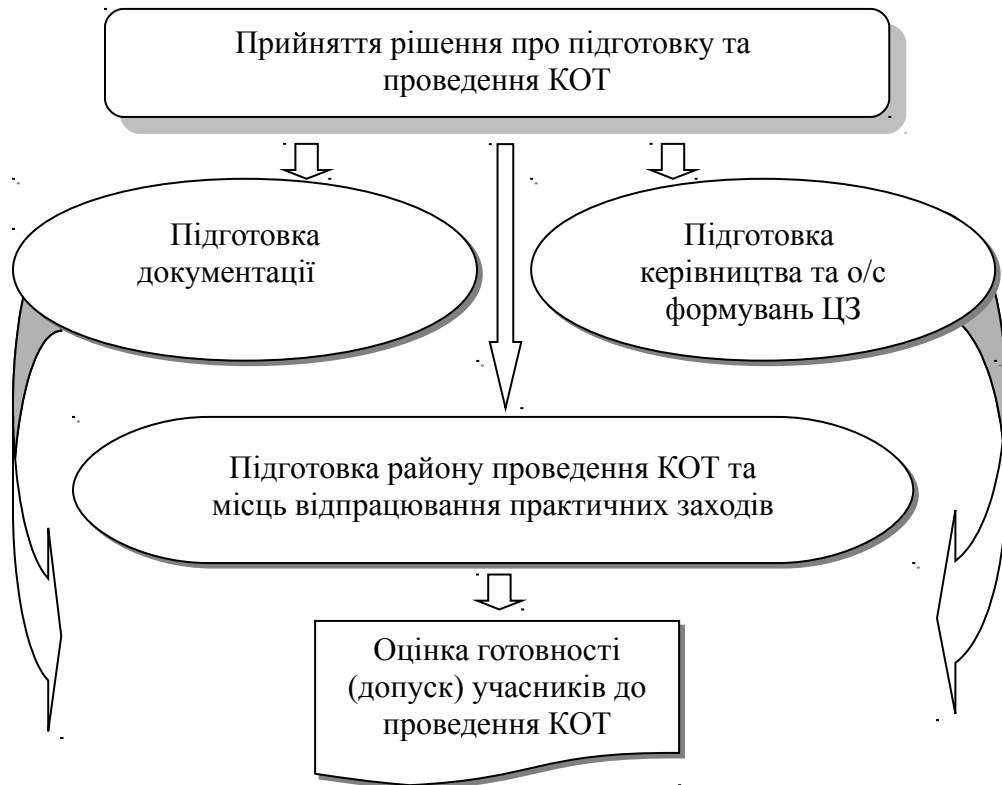 Прийняття рішення про підготовку та
проведення КОТ
Підготовка
документації
Підготовка
керівництва та о/с
формувань ЦЗ
Підготовка району проведення КОТ та
місць відпрацювання практичних заходів
Оцінка готовності
(допуск) учасників до
проведення КОТ